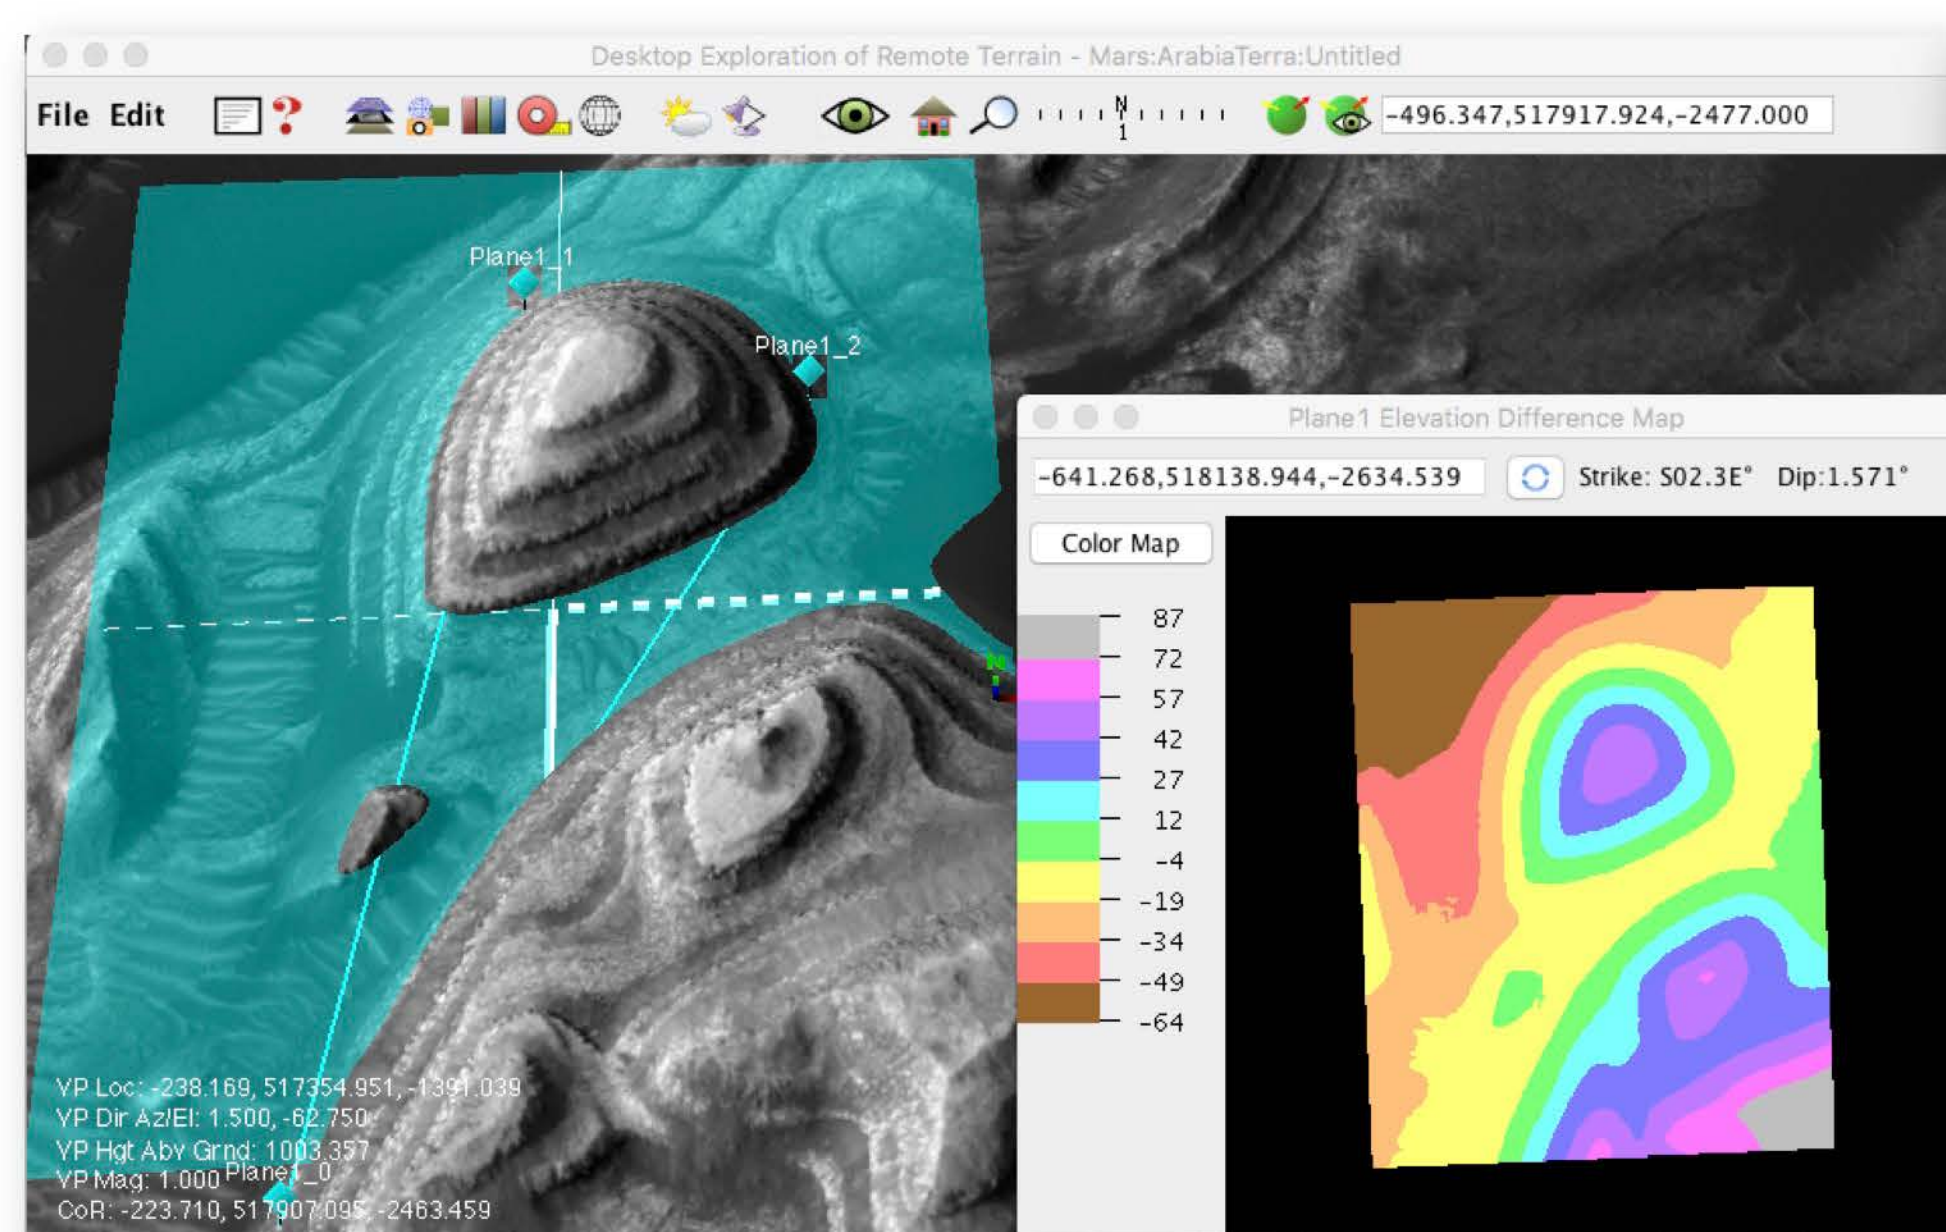 Desktop Exploration of Remote Terrain - Mars:ArabiaTerra:Untitled
File Edit
N
1
-496.347,517917.924,-2477.000
Plane1_1
Plane1_2
N
VP Loc: -238.169, 517354.951, -1391.039
VP Dir Az/El: 1.500, -62.750
VP Hgt Abv Grnd: 1003.357
VP Mag: 1.000
Plane1_0
CoR: -223.710, 517907.095, -2463.459
Plane1 Elevation Difference Map
-641.268,518138.944,-2634.539 Strike: S02.3E° Dip:1.571°
Color Map
87
72
57
42
27
12
-4
-19
-34
-49
-64